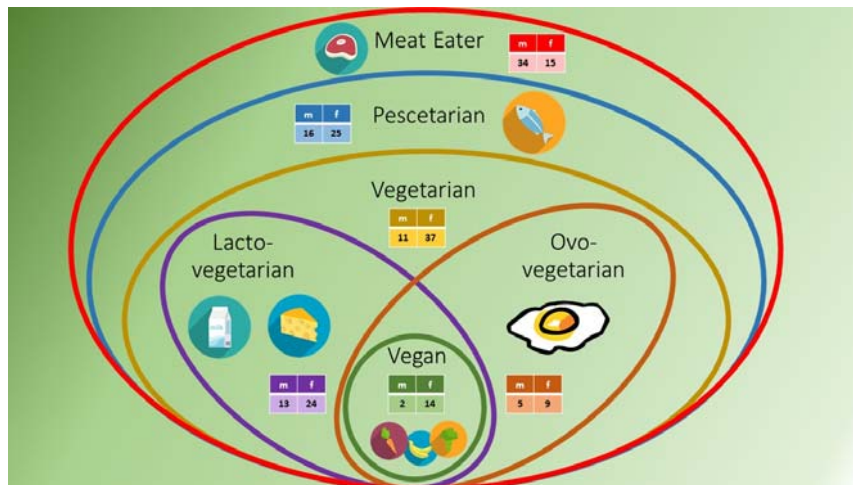 Meat Eater
m f
34 15
Pescetarian
m f
16 25
Vegetarian
m f
11 37
Lacto-
vegetarian
milk
m f
13 24
Ovo-
vegetarian
m f
5 9
Vegan
m f
2 14